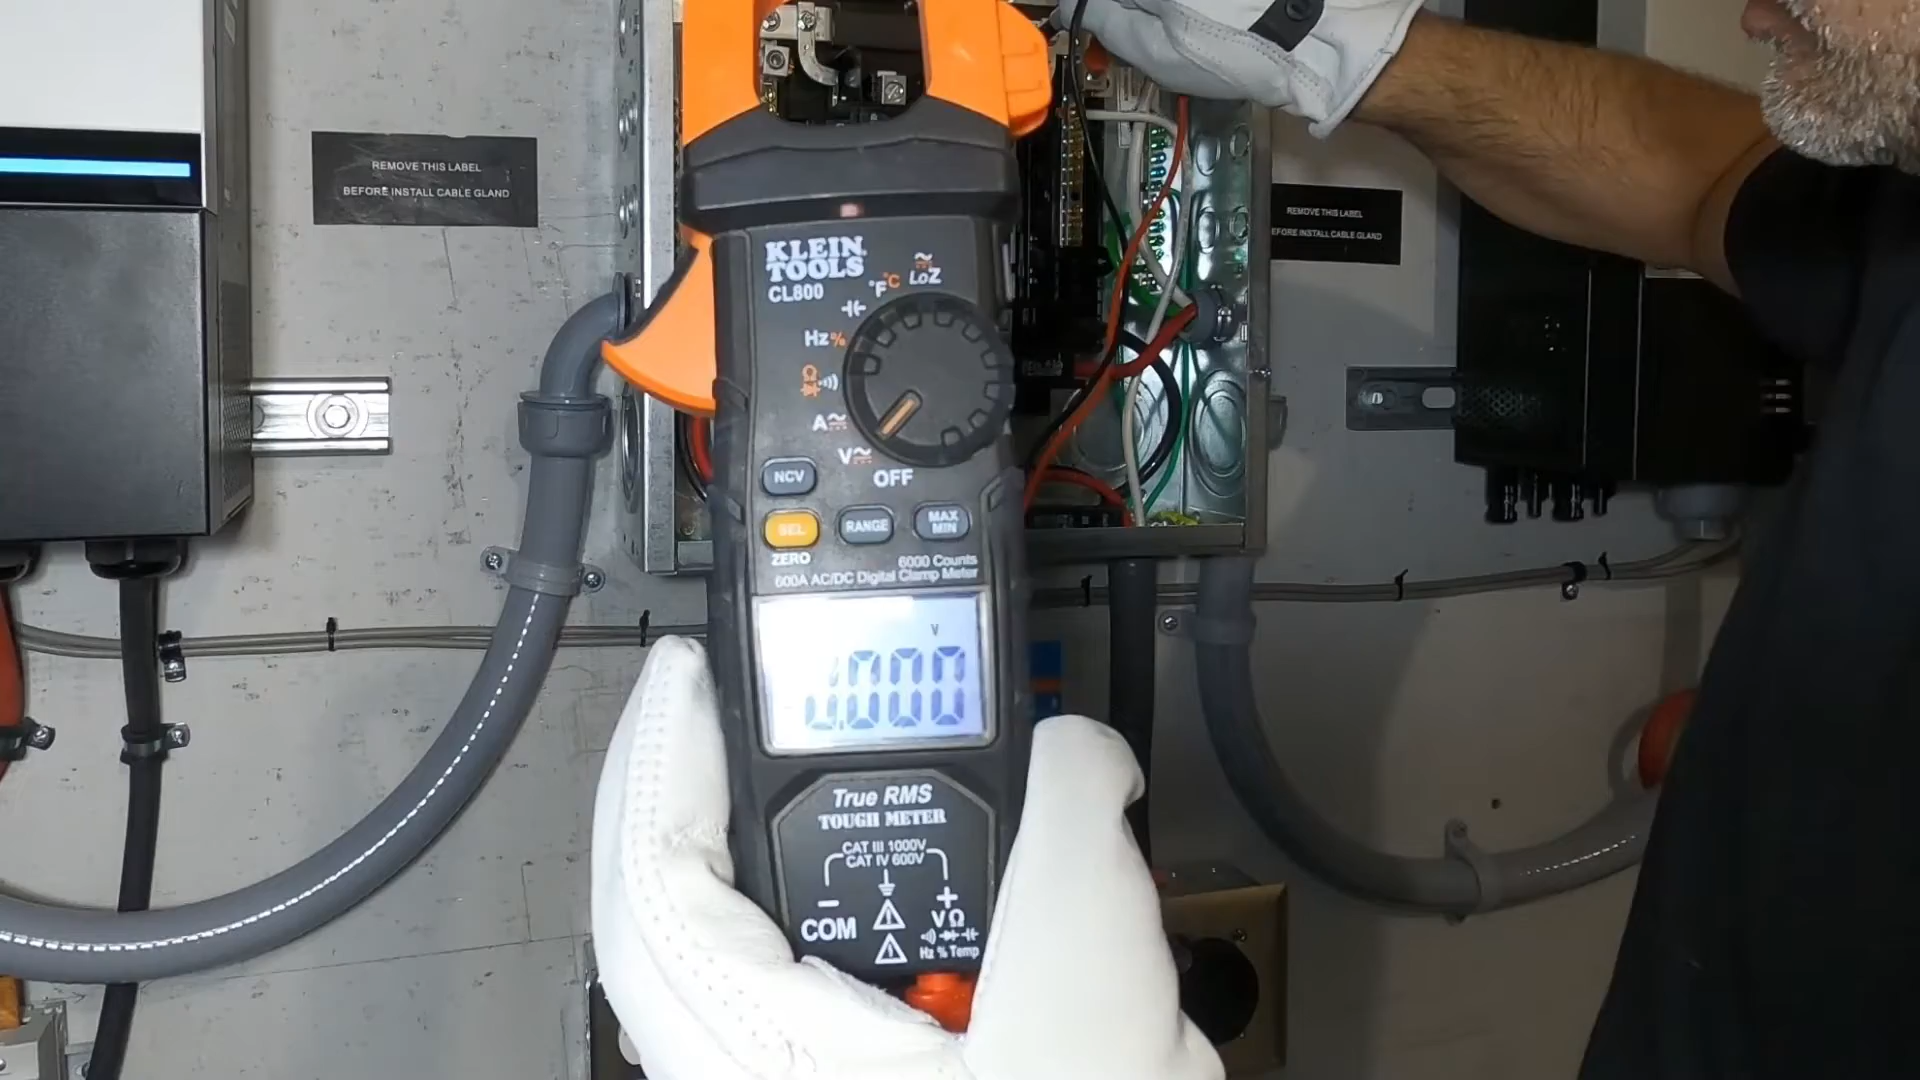 REMOVE THIS LABEL
BEFORE INSTALL CABLE GLAND
REMOVE THIS LABEL
BEFORE INSTALL CABLE GLAND
KLEIN
TOOLS
CL800
LoZ
°F°C
Hz%
Ω
A
V
OFF
NCV
SEL
RANGE
MAX
MIN
ZERO
6000 Counts
600A AC/DC Digital Clamp Meter
V
True RMS
TOUGH METER
CAT III 1000V
CAT IV 600V
− +
COM
VΩ
Hz % Temp